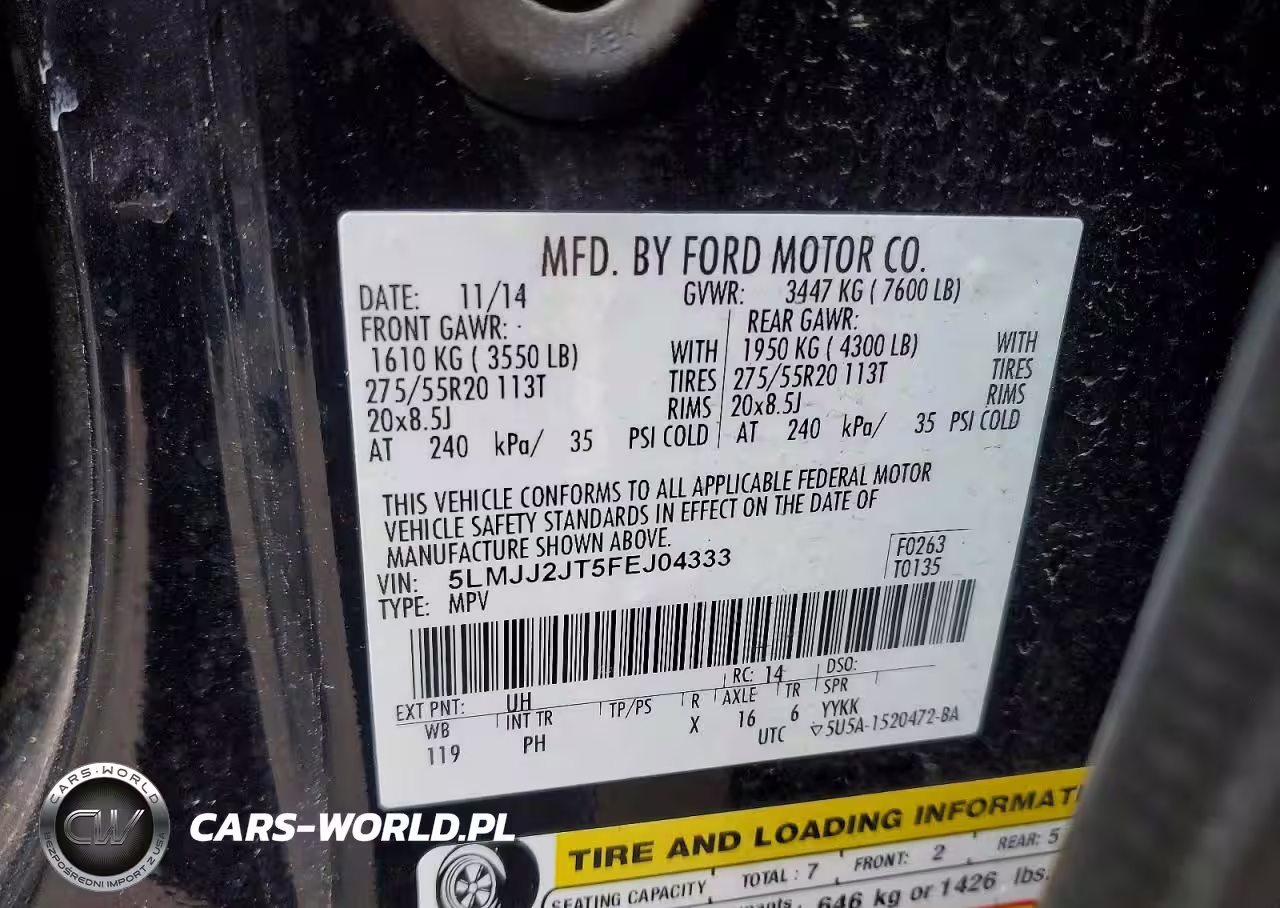 MFD. BY FORD MOTOR CO.
DATE: 11/14 GVWR: 3447 KG ( 7600 LB)
FRONT GAWR: REAR GAWR:
1610 KG ( 3550 LB) WITH 1950 KG ( 4300 LB) WITH
275/55R20 113T TIRES 275/55R20 113T TIRES
20x8.5J RIMS 20x8.5J RIMS
AT 240 kPa/ 35 PSI COLD AT 240 kPa/ 35 PSI COLD
THIS VEHICLE CONFORMS TO ALL APPLICABLE FEDERAL MOTOR
VEHICLE SAFETY STANDARDS IN EFFECT ON THE DATE OF
MANUFACTURE SHOWN ABOVE.
VIN: 5LMJJ2JT5FEJ04333 F0263
TYPE: MPV T0135
EXT PNT: UH RC: 14 DSO:
WB INT TR TP/PS R AXLE TR SPR
119 PH X 16 6 YYKK
UTC ▽5U5A-1520472-BA
TIRE AND LOADING INFORMATI
SEATING CAPACITY TOTAL : 7 FRONT: 2 REAR: 5
646 kg or 1426 lbs.
CARS-WORLD
CW
BEZPOŚREDNI IMPORT Z USA
CARS-WORLD.PL